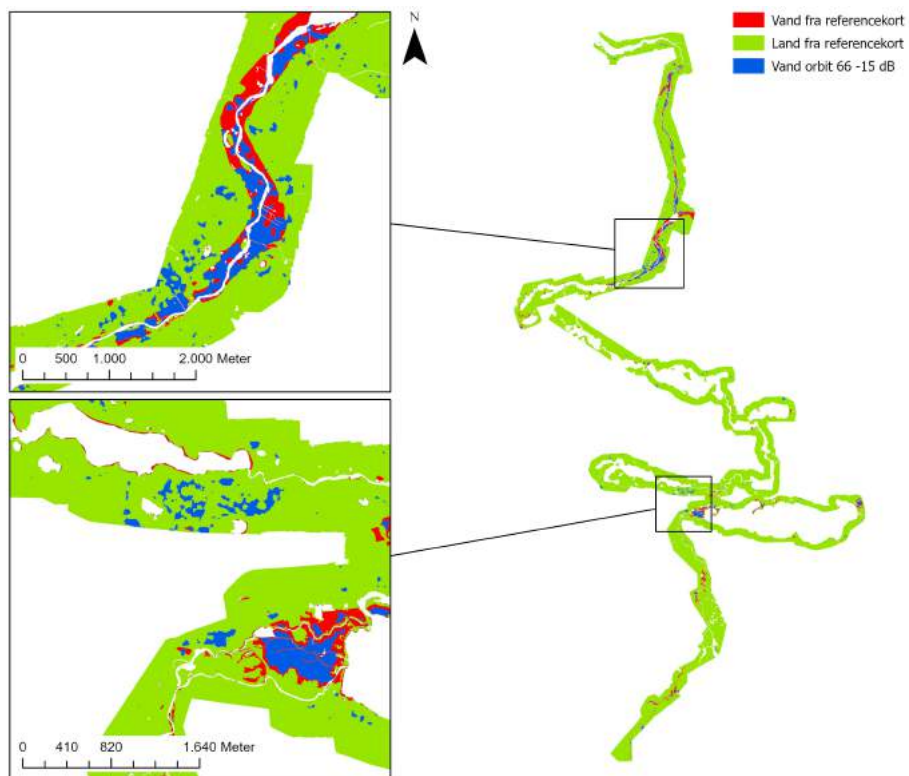 N
Vand fra referencekort
Land fra referencekort
Vand orbit 66 -15 dB
0 500 1.000 2.000 Meter
0 410 820 1.640 Meter